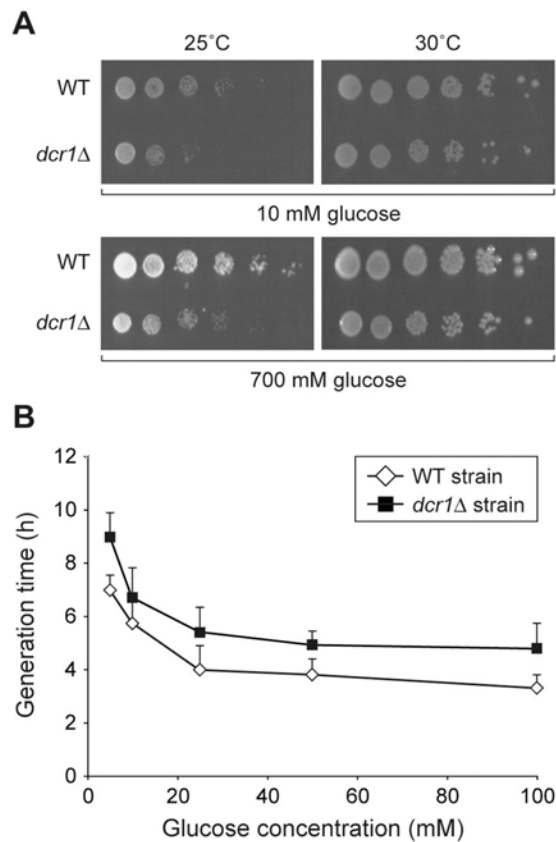 A
25˚C 30˚C
WT
dcr1Δ
10 mM glucose
WT
dcr1Δ
700 mM glucose
B
12
10
8
6
4
2
0
Generation time (h)
WT strain
dcr1Δ strain
0 20 40 60 80 100
Glucose concentration (mM)